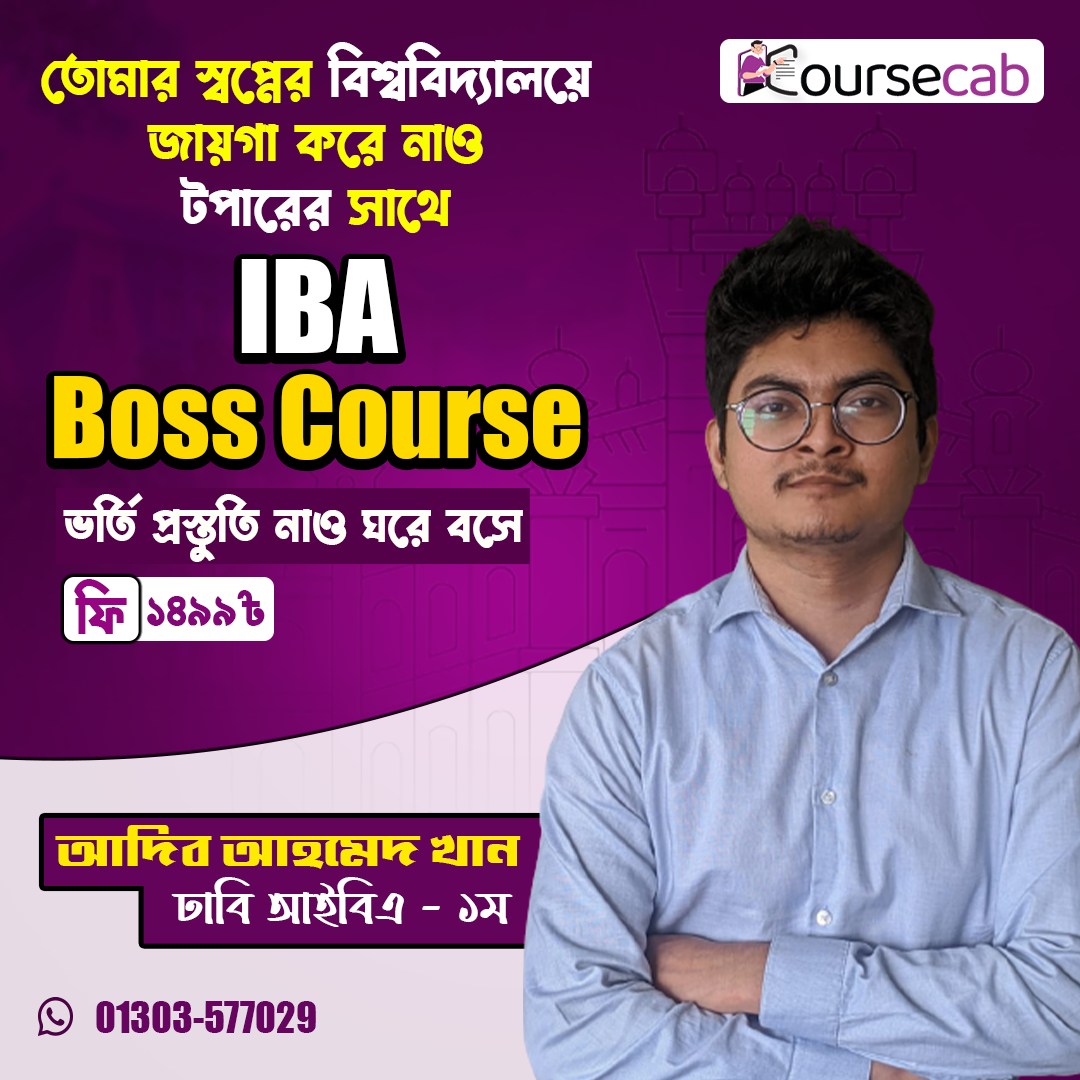 তোমার স্বপ্নের বিশ্ববিদ্যালয়ে
Coursecab
জায়গা করে নাও
টপারের সাথে
IBA
Boss Course
ভর্তি প্রস্তুতি নাও ঘরে বসে
ফি ১৪৯৯৳
আদিব আহমেদ খান
ঢাবি আইবিএ - ১ম
01303-577029